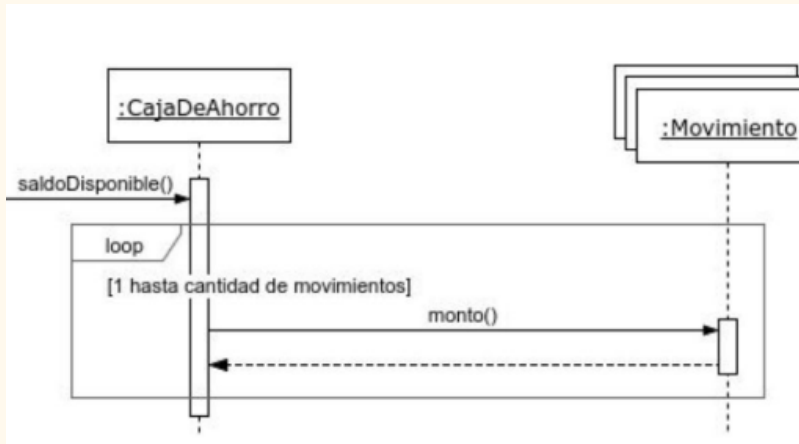 :CajaDeAhorro
:Movimiento
saldoDisponible()
loop
[1 hasta cantidad de movimientos]
monto()